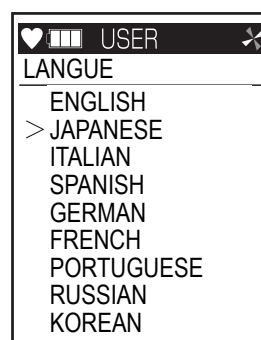 USER
LANGUE
ENGLISH
> JAPANESE
ITALIAN
SPANISH
GERMAN
FRENCH
PORTUGUESE
RUSSIAN
KOREAN